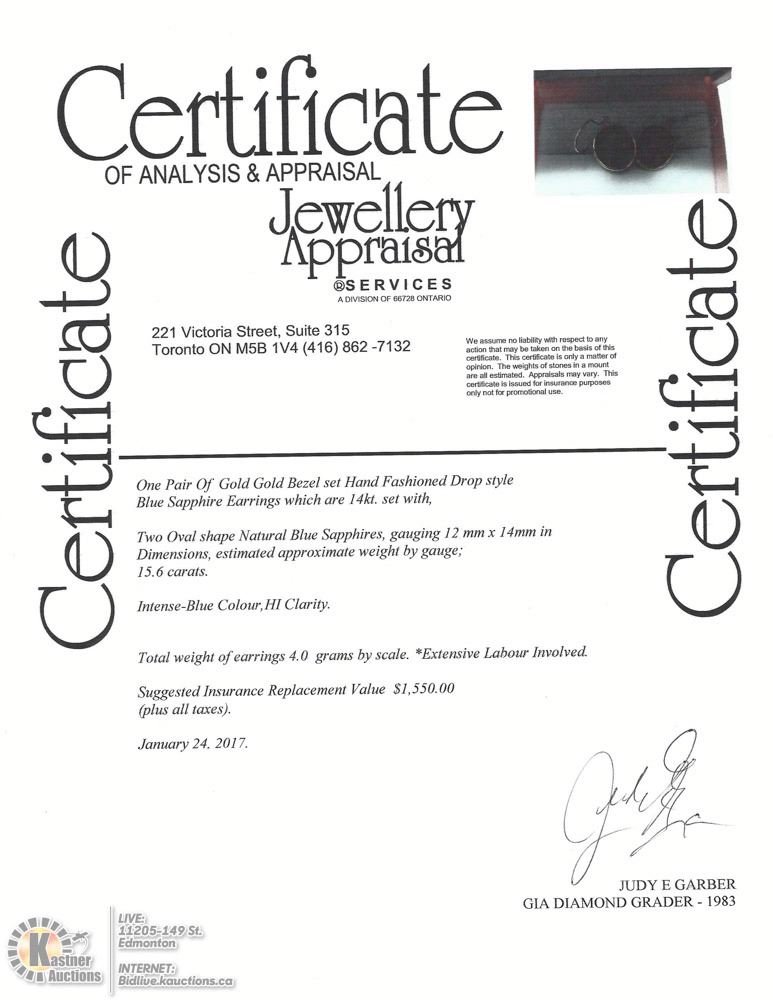 Certificate
OF ANALYSIS & APPRAISAL
Jewellery
Appraisal
®SERVICES
A DIVISION OF 66728 ONTARIO
Certificate
Certificate
221 Victoria Street, Suite 315
Toronto ON M5B 1V4 (416) 862 -7132
We assume no liability with respect to any
action that may be taken on the basis of this
certificate. This certificate is only a matter of
opinion. The weights of stones in a mount
are all estimated. Appraisals may vary. This
certificate is issued for insurance purposes
only not for promotional use.
One Pair Of Gold Gold Bezel set Hand Fashioned Drop style
Blue Sapphire Earrings which are 14kt. set with,
Two Oval shape Natural Blue Sapphires, gauging 12 mm x 14mm in
Dimensions, estimated approximate weight by gauge;
15.6 carats.
Intense-Blue Colour,HI Clarity.
Total weight of earrings 4.0 grams by scale. *Extensive Labour Involved.
Suggested Insurance Replacement Value $1,550.00
(plus all taxes).
January 24, 2017.
JUDY E GARBER
GIA DIAMOND GRADER - 1983
Kastner
Auctions
LIVE:
11205-149 St.
Edmonton
INTERNET:
Bidlive.kauctions.ca